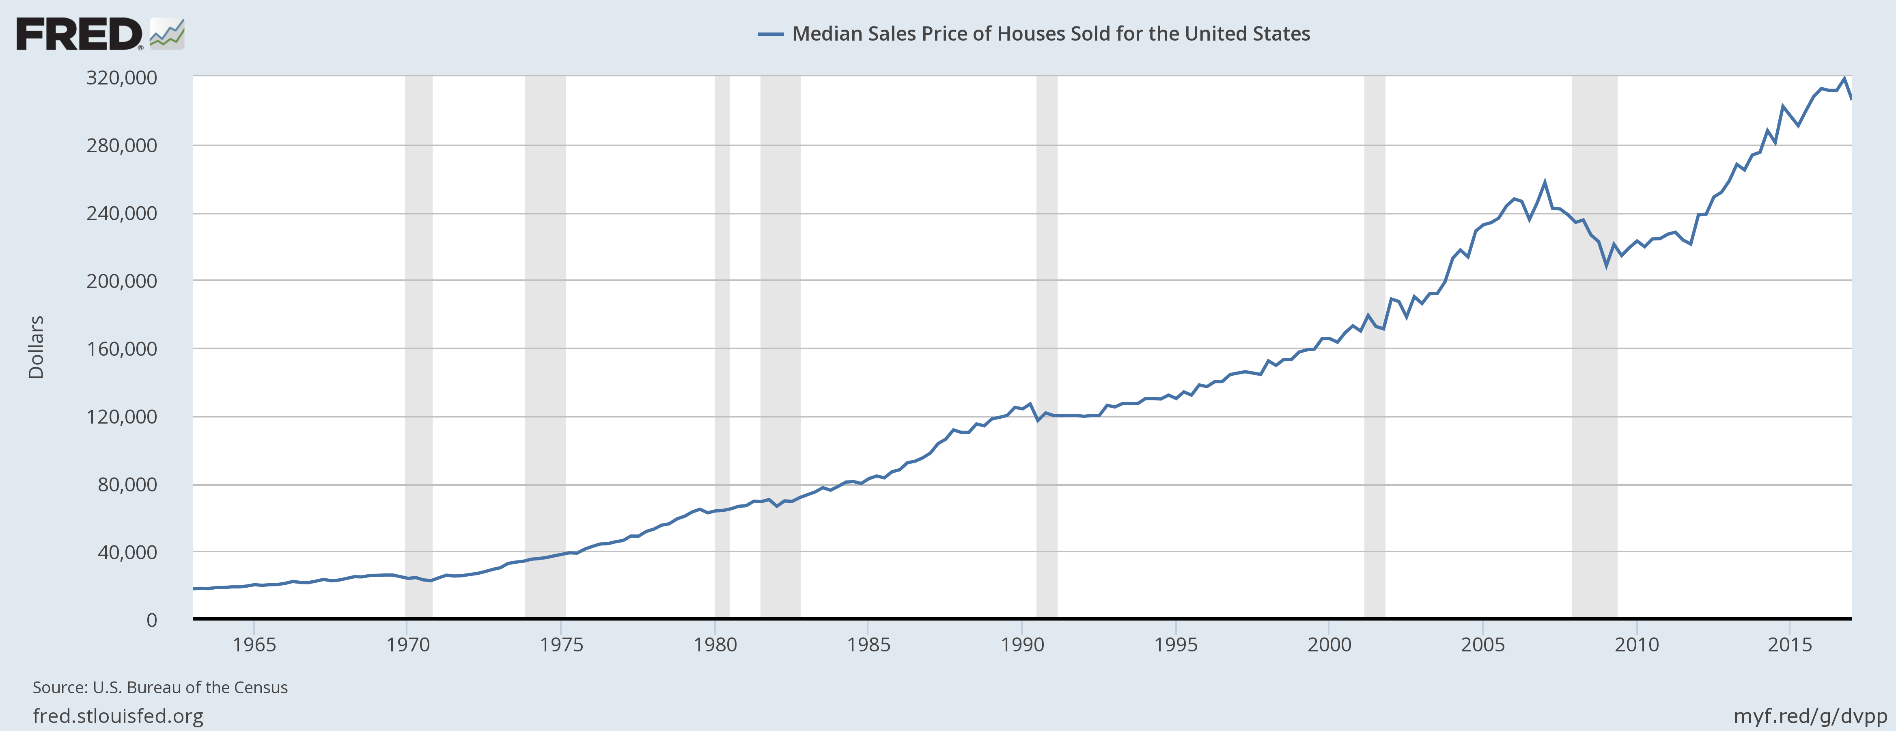 FRED
Median Sales Price of Houses Sold for the United States
320,000
280,000
240,000
200,000
160,000
120,000
80,000
40,000
0
Dollars
1965 1970 1975 1980 1985 1990 1995 2000 2005 2010 2015
Source: U.S. Bureau of the Census
fred.stlouisfed.org
myf.red/g/dvpp